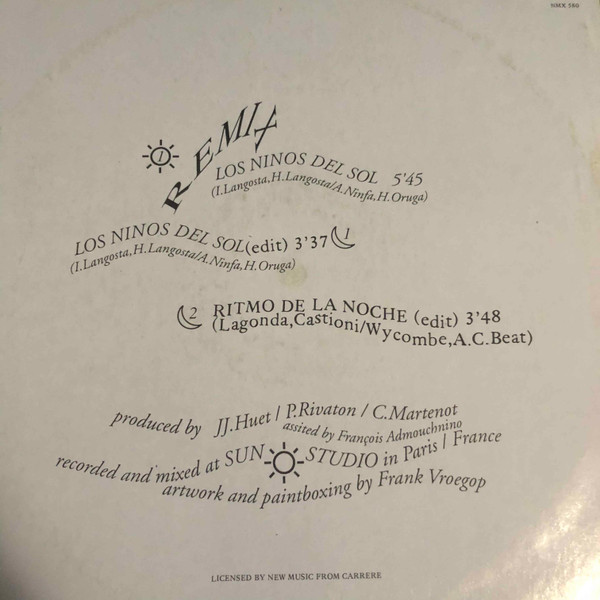 NMX 580
REMIX
1
LOS NINOS DEL SOL 5'45
(I.Langosta,H.Langosta/A.Ninfa,H.Oruga)
LOS NINOS DEL SOL(edit) 3'37 1
(I.Langosta,H.Langosta/A.Ninfa,H.Oruga)
2 RITMO DE LA NOCHE (edit) 3'48
(Lagonda,Castioni/Wycombe,A.C.Beat)
produced by JJ.Huet / P.Rivaton / C.Martenot
assited by François Admouchnino
recorded and mixed at SUN STUDIO in Paris / France
artwork and paintboxing by Frank Vroegop
LICENSED BY NEW MUSIC FROM CARRERE